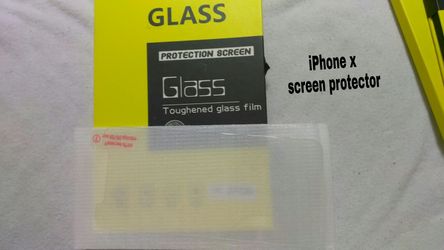 GLASS
PROTECTION SCREEN
Glass
Toughened glass film
iPhone x
screen protector